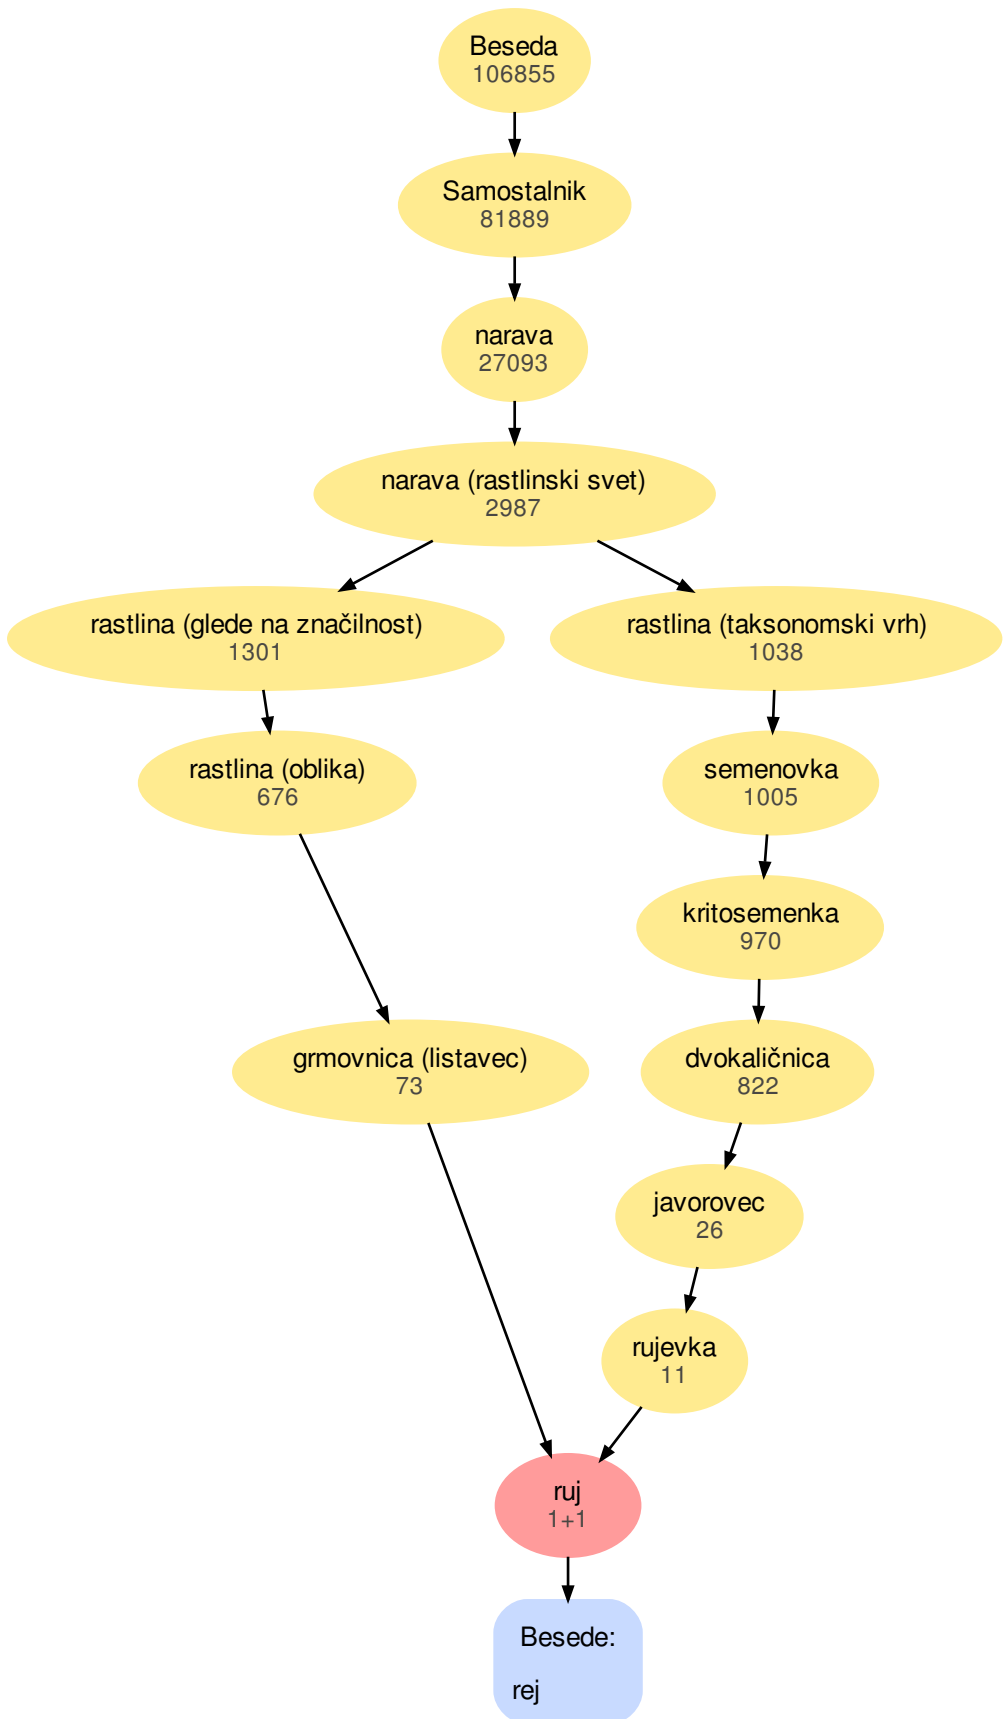 Beseda
106855
Samostalnik
81889
narava
27093
narava (rastlinski svet)
2987
rastlina (glede na značilnost)
1301
rastlina (taksonomski vrh)
1038
rastlina (oblika)
676
semenovka
1005
kritosemenka
970
grmovnica (listavec)
73
dvokaličnica
822
javorovec
26
rujevka
11
ruj
1+1
Besede:
rej